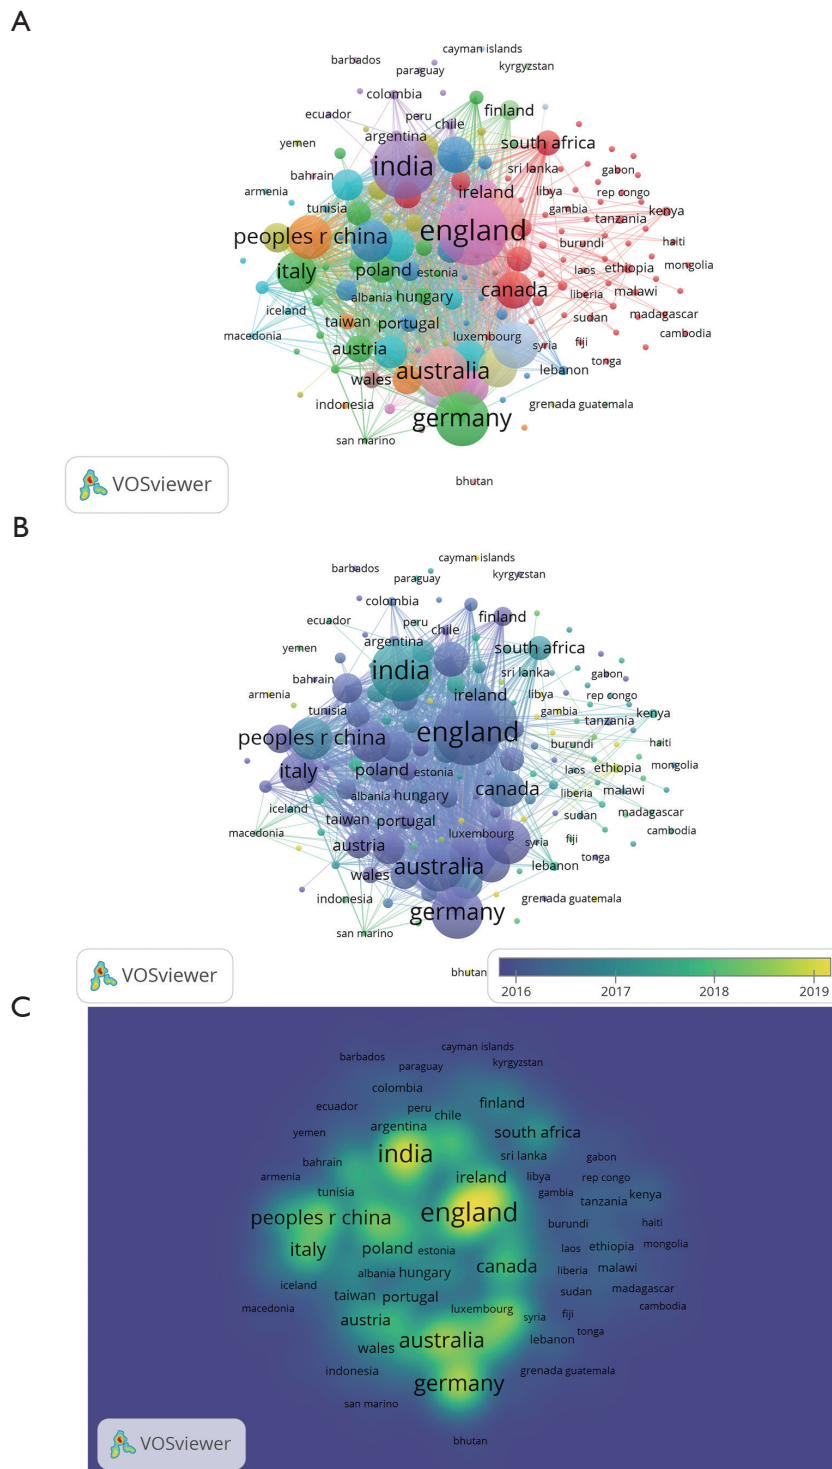 A
cayman islands
barbados
kyrgyzstan
paraguay
colombia
finland
ecuador
peru
chile
argentina
yemen
south africa
india
sri lanka
gabon
bahrain
ireland
libya
rep congo
armenia
tunisia
gambia
kenya
tanzania
england
peoples r china
burundi
haiti
italy
poland
estonia
laos
ethiopia
mongolia
canada
albania
hungary
liberia
malawi
iceland
taiwan
portugal
sudan
madagascar
macedonia
luxembourg
cambodia
austria
syria
fiji
tonga
wales
australia
lebanon
indonesia
germany
grenada
guatemala
san marino
bhutan
VOSviewer
B
cayman islands
barbados
kyrgyzstan
paraguay
colombia
finland
ecuador
peru
chile
argentina
yemen
south africa
india
sri lanka
gabon
bahrain
ireland
libya
rep congo
armenia
tunisia
gambia
kenya
tanzania
england
peoples r china
burundi
haiti
italy
poland
estonia
laos
ethiopia
mongolia
canada
albania
hungary
liberia
malawi
iceland
taiwan
portugal
sudan
madagascar
macedonia
luxembourg
cambodia
austria
syria
fiji
tonga
wales
australia
lebanon
indonesia
germany
grenada
guatemala
san marino
bhutan
VOSviewer
2016
2017
2018
2019
C
cayman islands
barbados
kyrgyzstan
paraguay
colombia
finland
ecuador
peru
chile
argentina
yemen
south africa
india
sri lanka
gabon
bahrain
ireland
libya
rep congo
armenia
tunisia
gambia
kenya
tanzania
england
peoples r china
burundi
haiti
italy
poland
estonia
laos
ethiopia
mongolia
canada
albania
hungary
liberia
malawi
iceland
taiwan
portugal
sudan
madagascar
macedonia
luxembourg
cambodia
austria
syria
fiji
tonga
wales
australia
lebanon
indonesia
germany
grenada
guatemala
san marino
bhutan
VOSviewer